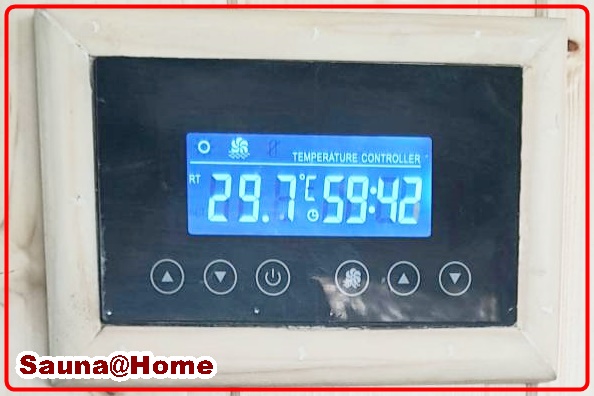 TEMPERATURE CONTROLLER
RT 29.7°C 59:42
Sauna@Home